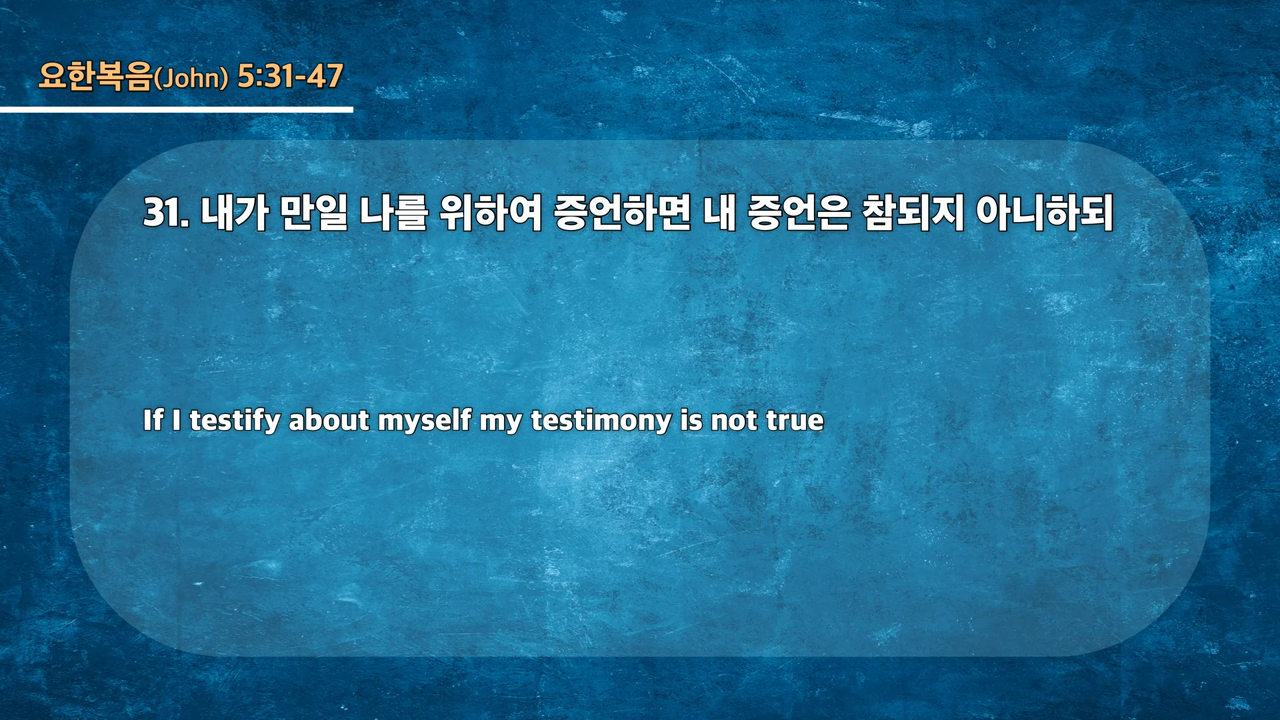 요한복음(John) 5:31-47
31. 내가 만일 나를 위하여 증언하면 내 증언은 참되지 아니하되
If I testify about myself my testimony is not true